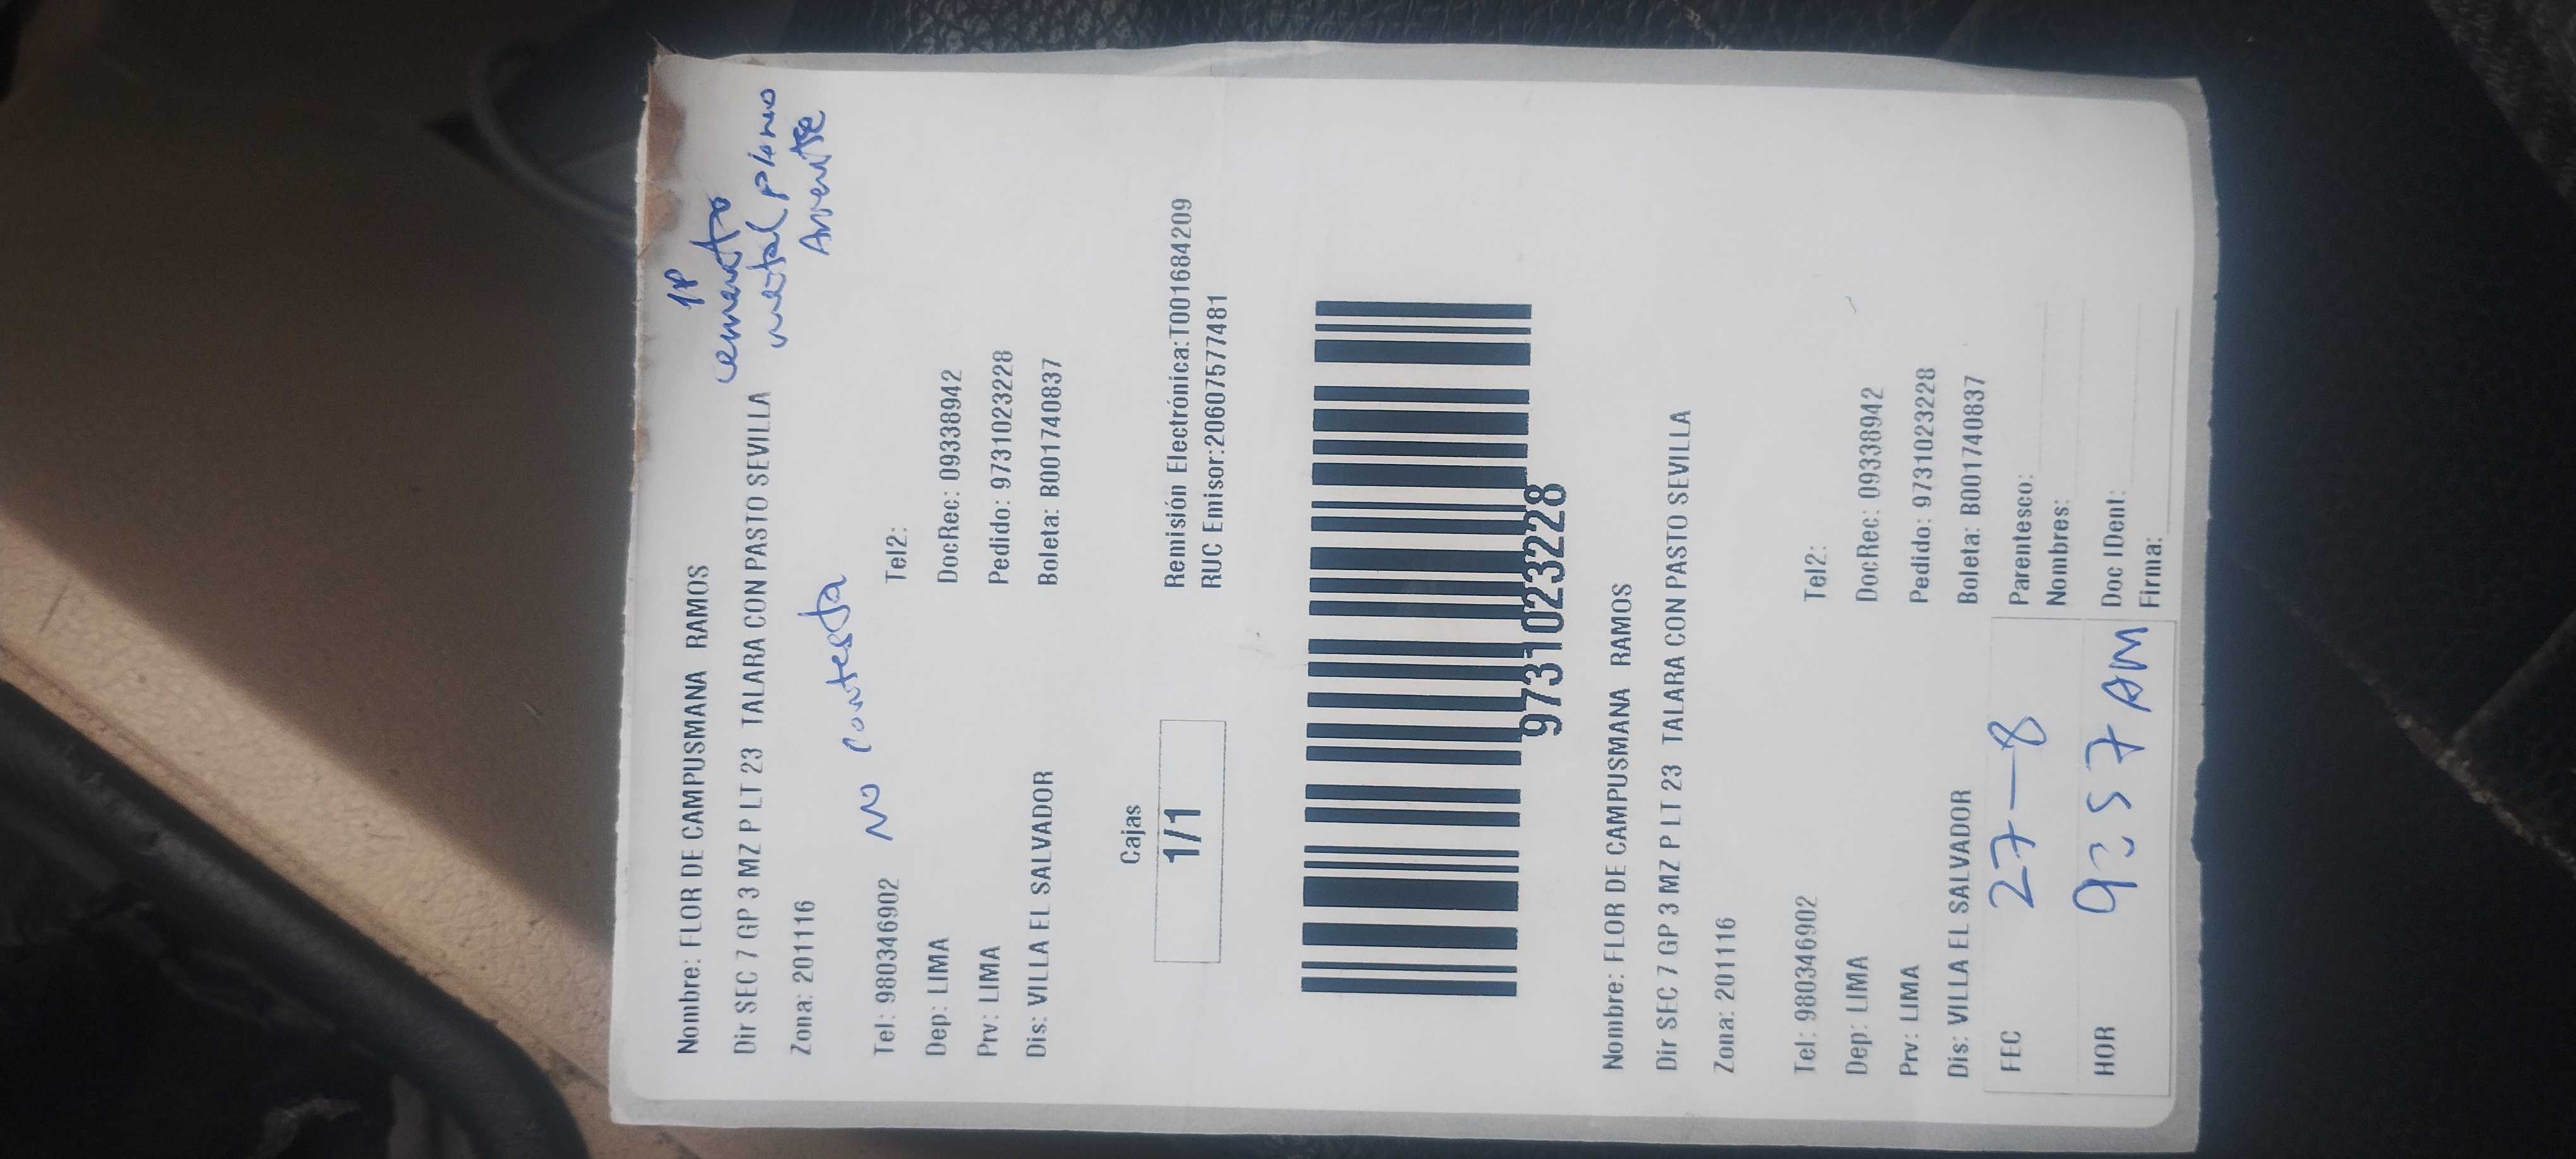 1P
cemento
metal plomo
Ausente
Nombre: FLOR DE CAMPUSMANA RAMOS
Dir SEC 7 GP 3 MZ P LT 23 TALARA CON PASTO SEVILLA
Zona: 201116
No contesta
Tel: 980346902 Tel2:
Dep: LIMA DocRec: 09338942
Prv: LIMA Pedido: 9731023228
Dis: VILLA EL SALVADOR Boleta: B001740837
Cajas
1/1
Remisión Electrónica:T001684209
RUC Emisor:20607577481
9731023228
Nombre: FLOR DE CAMPUSMANA RAMOS
Dir SEC 7 GP 3 MZ P LT 23 TALARA CON PASTO SEVILLA
Zona: 201116
Tel: 980346902 Tel2:
Dep: LIMA DocRec: 09338942
Prv: LIMA Pedido: 9731023228
Dis: VILLA EL SALVADOR Boleta: B001740837
FEC 27-8 Parentesco:
Nombres:
HOR 9:57 AM Doc IDent:
Firma: